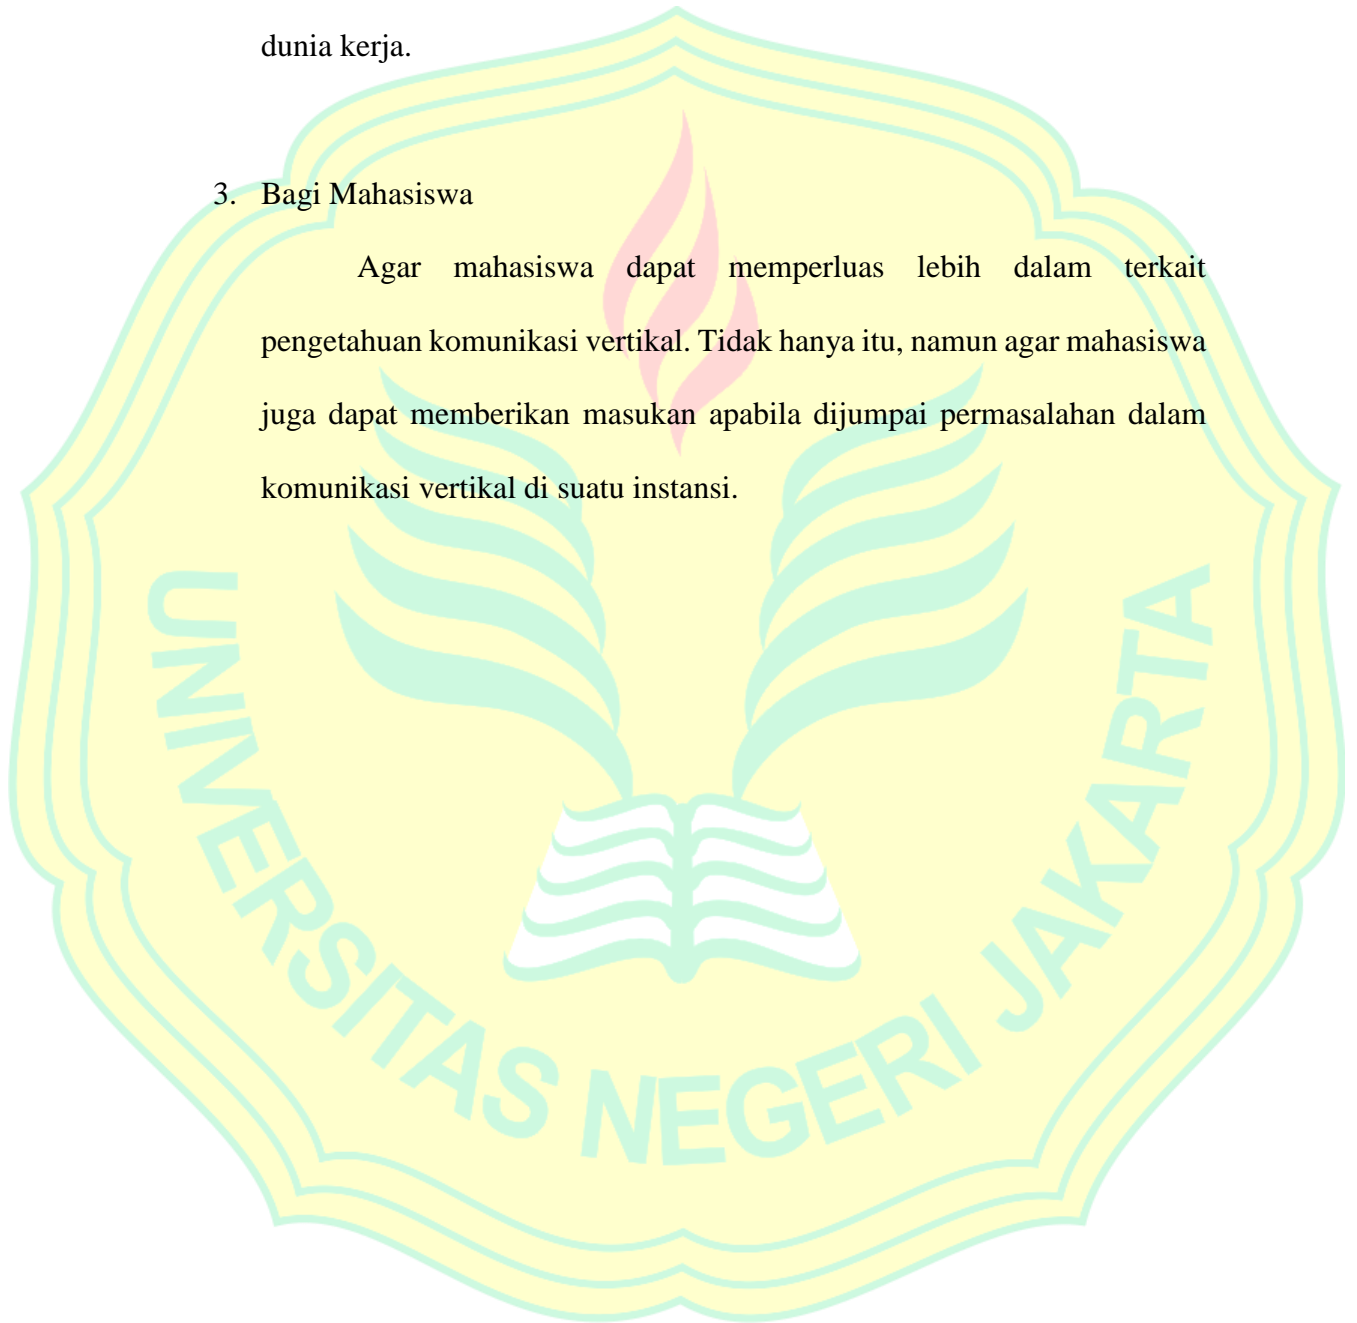 dunia kerja.
3. Bagi Mahasiswa
Agar mahasiswa dapat memperluas lebih dalam terkait
pengetahuan komunikasi vertikal. Tidak hanya itu, namun agar mahasiswa
juga dapat memberikan masukan apabila dijumpai permasalahan dalam
komunikasi vertikal di suatu instansi.
UNIVERSITAS NEGERI JAKARTA